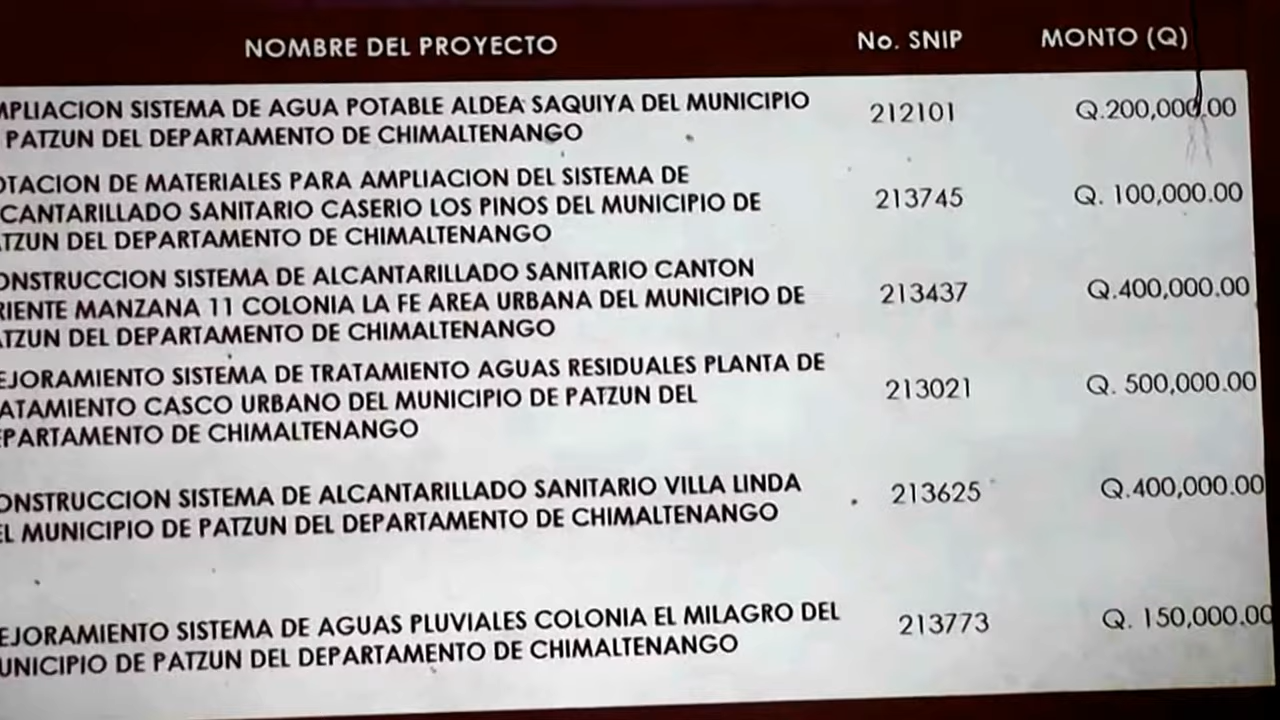 NOMBRE DEL PROYECTO No. SNIP MONTO (Q)
MPLIACION SISTEMA DE AGUA POTABLE ALDEA SAQUIYA DEL MUNICIPIO 212101 Q.200,000.00
PATZUN DEL DEPARTAMENTO DE CHIMALTENANGO
OTACION DE MATERIALES PARA AMPLIACION DEL SISTEMA DE
CANTARILLADO SANITARIO CASERIO LOS PINOS DEL MUNICIPIO DE 213745 Q. 100,000.00
ATZUN DEL DEPARTAMENTO DE CHIMALTENANGO
ONSTRUCCION SISTEMA DE ALCANTARILLADO SANITARIO CANTON
RIENTE MANZANA 11 COLONIA LA FE AREA URBANA DEL MUNICIPIO DE 213437 Q.400,000.00
ATZUN DEL DEPARTAMENTO DE CHIMALTENANGO
EJORAMIENTO SISTEMA DE TRATAMIENTO AGUAS RESIDUALES PLANTA DE
ATAMIENTO CASCO URBANO DEL MUNICIPIO DE PATZUN DEL 213021 Q. 500,000.00
EPARTAMENTO DE CHIMALTENANGO
ONSTRUCCION SISTEMA DE ALCANTARILLADO SANITARIO VILLA LINDA 213625 Q.400,000.00
EL MUNICIPIO DE PATZUN DEL DEPARTAMENTO DE CHIMALTENANGO
EJORAMIENTO SISTEMA DE AGUAS PLUVIALES COLONIA EL MILAGRO DEL 213773 Q. 150,000.00
UNICIPIO DE PATZUN DEL DEPARTAMENTO DE CHIMALTENANGO